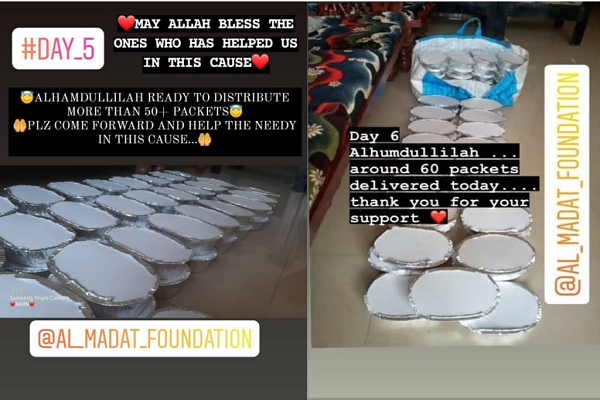 #DAY_5
❤️MAY ALLAH BLESS THE
ONES WHO HAS HELPED US
IN THIS CAUSE❤️
😇ALHAMDULLILAH READY TO DISTRIBUTE
MORE THAN 50+ PACKETS😇
🤲PLZ COME FORWARD AND HELP THE NEEDY
IN THIS CAUSE...🤲
Samsung Triple Camera
@AL_MADAT_FOUNDATION
Day 6
Alhumdullilah ...
around 60 packets
delivered today....
thank you for your
support ❤️
@AL_MADAT_FOUNDATION